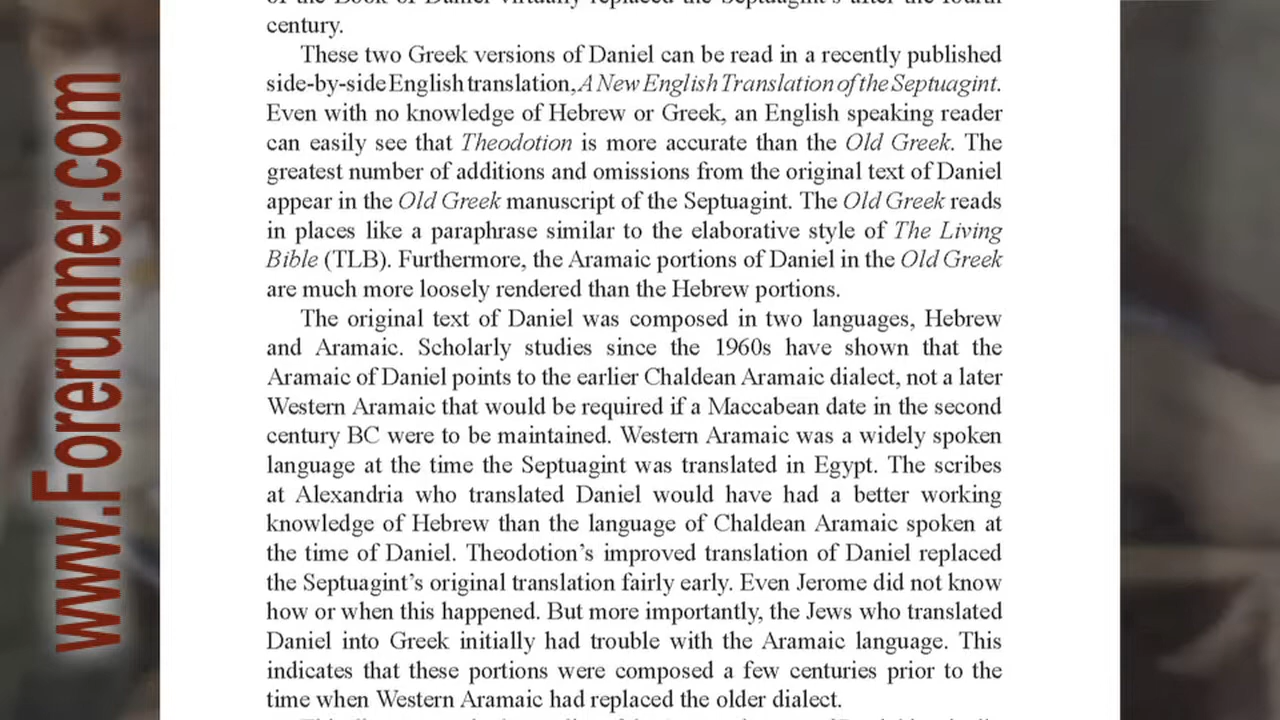 of the Book of Daniel virtually replaced the Septuagint's after the fourth
century.
These two Greek versions of Daniel can be read in a recently published
side-by-side English translation, A New English Translation of the Septuagint.
Even with no knowledge of Hebrew or Greek, an English speaking reader
can easily see that Theodotion is more accurate than the Old Greek. The
greatest number of additions and omissions from the original text of Daniel
appear in the Old Greek manuscript of the Septuagint. The Old Greek reads
in places like a paraphrase similar to the elaborative style of The Living
Bible (TLB). Furthermore, the Aramaic portions of Daniel in the Old Greek
are much more loosely rendered than the Hebrew portions.
The original text of Daniel was composed in two languages, Hebrew
and Aramaic. Scholarly studies since the 1960s have shown that the
Aramaic of Daniel points to the earlier Chaldean Aramaic dialect, not a later
Western Aramaic that would be required if a Maccabean date in the second
century BC were to be maintained. Western Aramaic was a widely spoken
language at the time the Septuagint was translated in Egypt. The scribes
at Alexandria who translated Daniel would have had a better working
knowledge of Hebrew than the language of Chaldean Aramaic spoken at
the time of Daniel. Theodotion's improved translation of Daniel replaced
the Septuagint's original translation fairly early. Even Jerome did not know
how or when this happened. But more importantly, the Jews who translated
Daniel into Greek initially had trouble with the Aramaic language. This
indicates that these portions were composed a few centuries prior to the
time when Western Aramaic had replaced the older dialect.
www.Forerunner.com